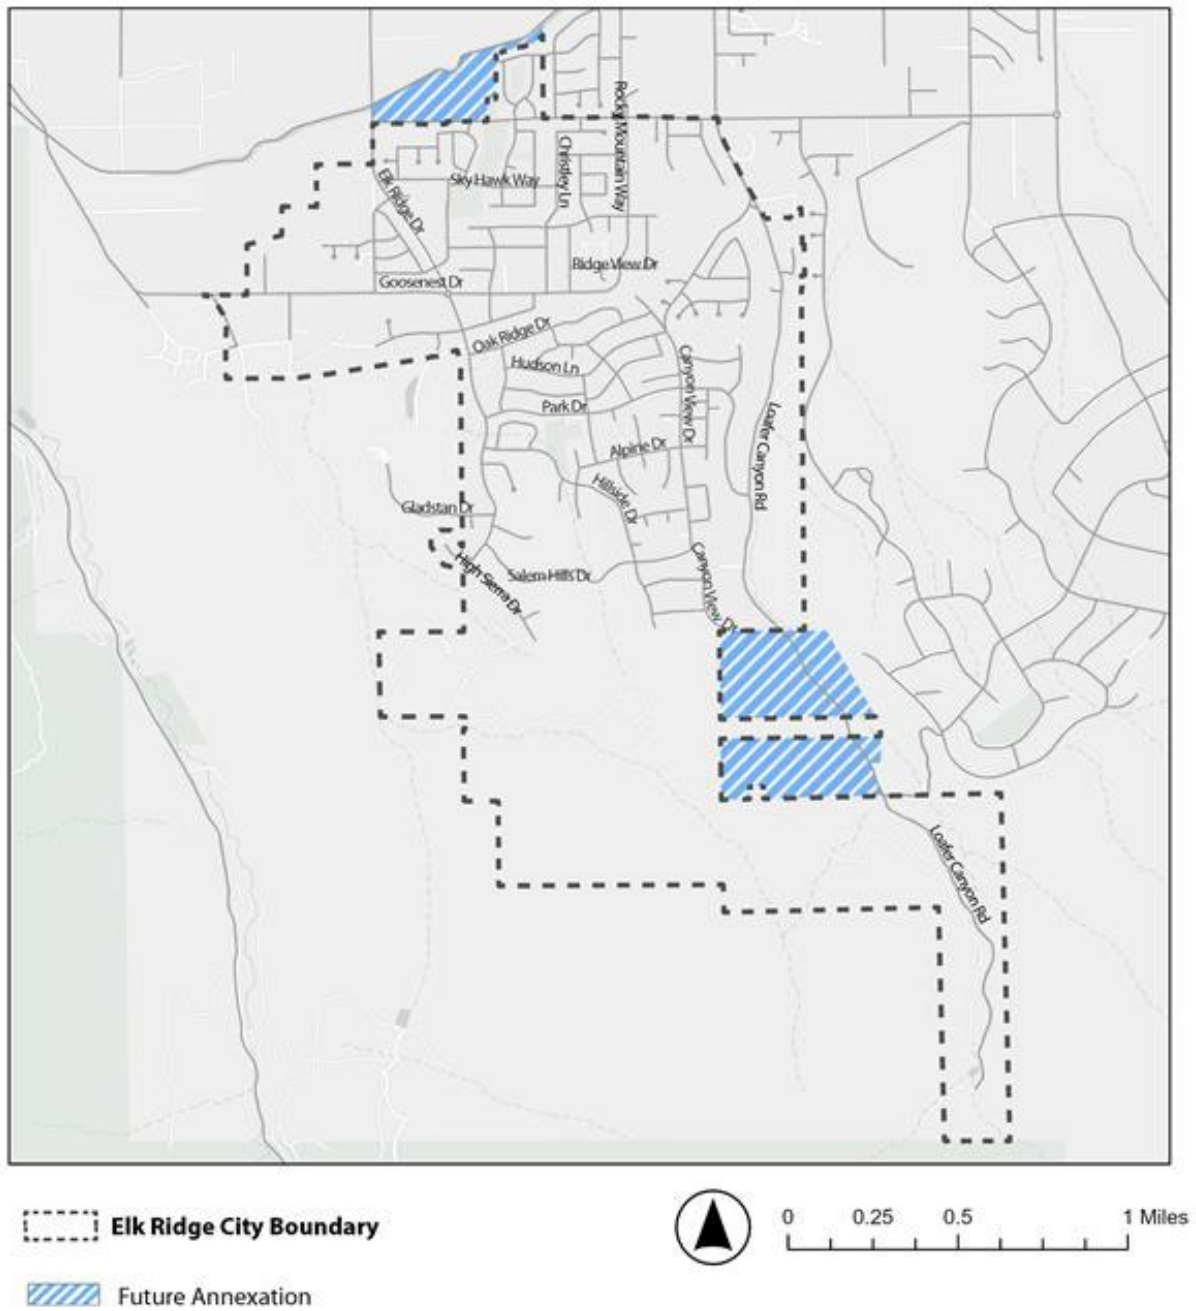 Rocky Mountain Way
Christley Ln
Sky Hawk Way
Elk Ridge Dr
Ridge View Dr
Goosenest Dr
Oak Ridge Dr
Hudson Ln
Canyon View Dr
Park Dr
Loafer Canyon Rd
Alpine Dr
Hillside Dr
Gladstan Dr
High Sierra Dr
Salem Hills Dr
Canyon View Dr
Loafer Canyon Rd
Elk Ridge City Boundary
0 0.25 0.5 1 Miles
Future Annexation